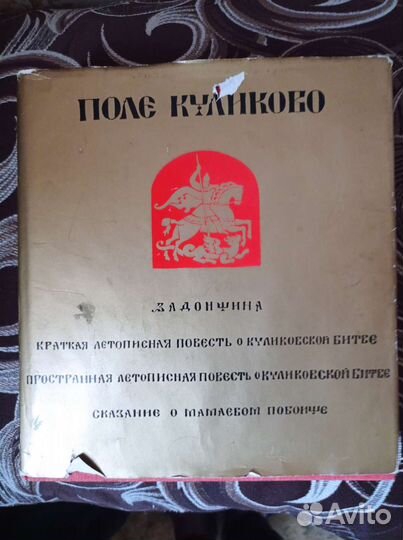 ПОЛЕ КУЛИКОВО
ЗАДОНЩИНА
КРАТКАЯ ЛЕТОПИСНАЯ ПОВЕСТЬ О КУЛИКОВСКОЙ БИТВЕ
ПРОСТРАННАЯ ЛЕТОПИСНАЯ ПОВЕСТЬ О КУЛИКОВСКОЙ БИТВЕ
СКАЗАНИЕ О МАМАЕВОМ ПОБОИЩЕ
Avito